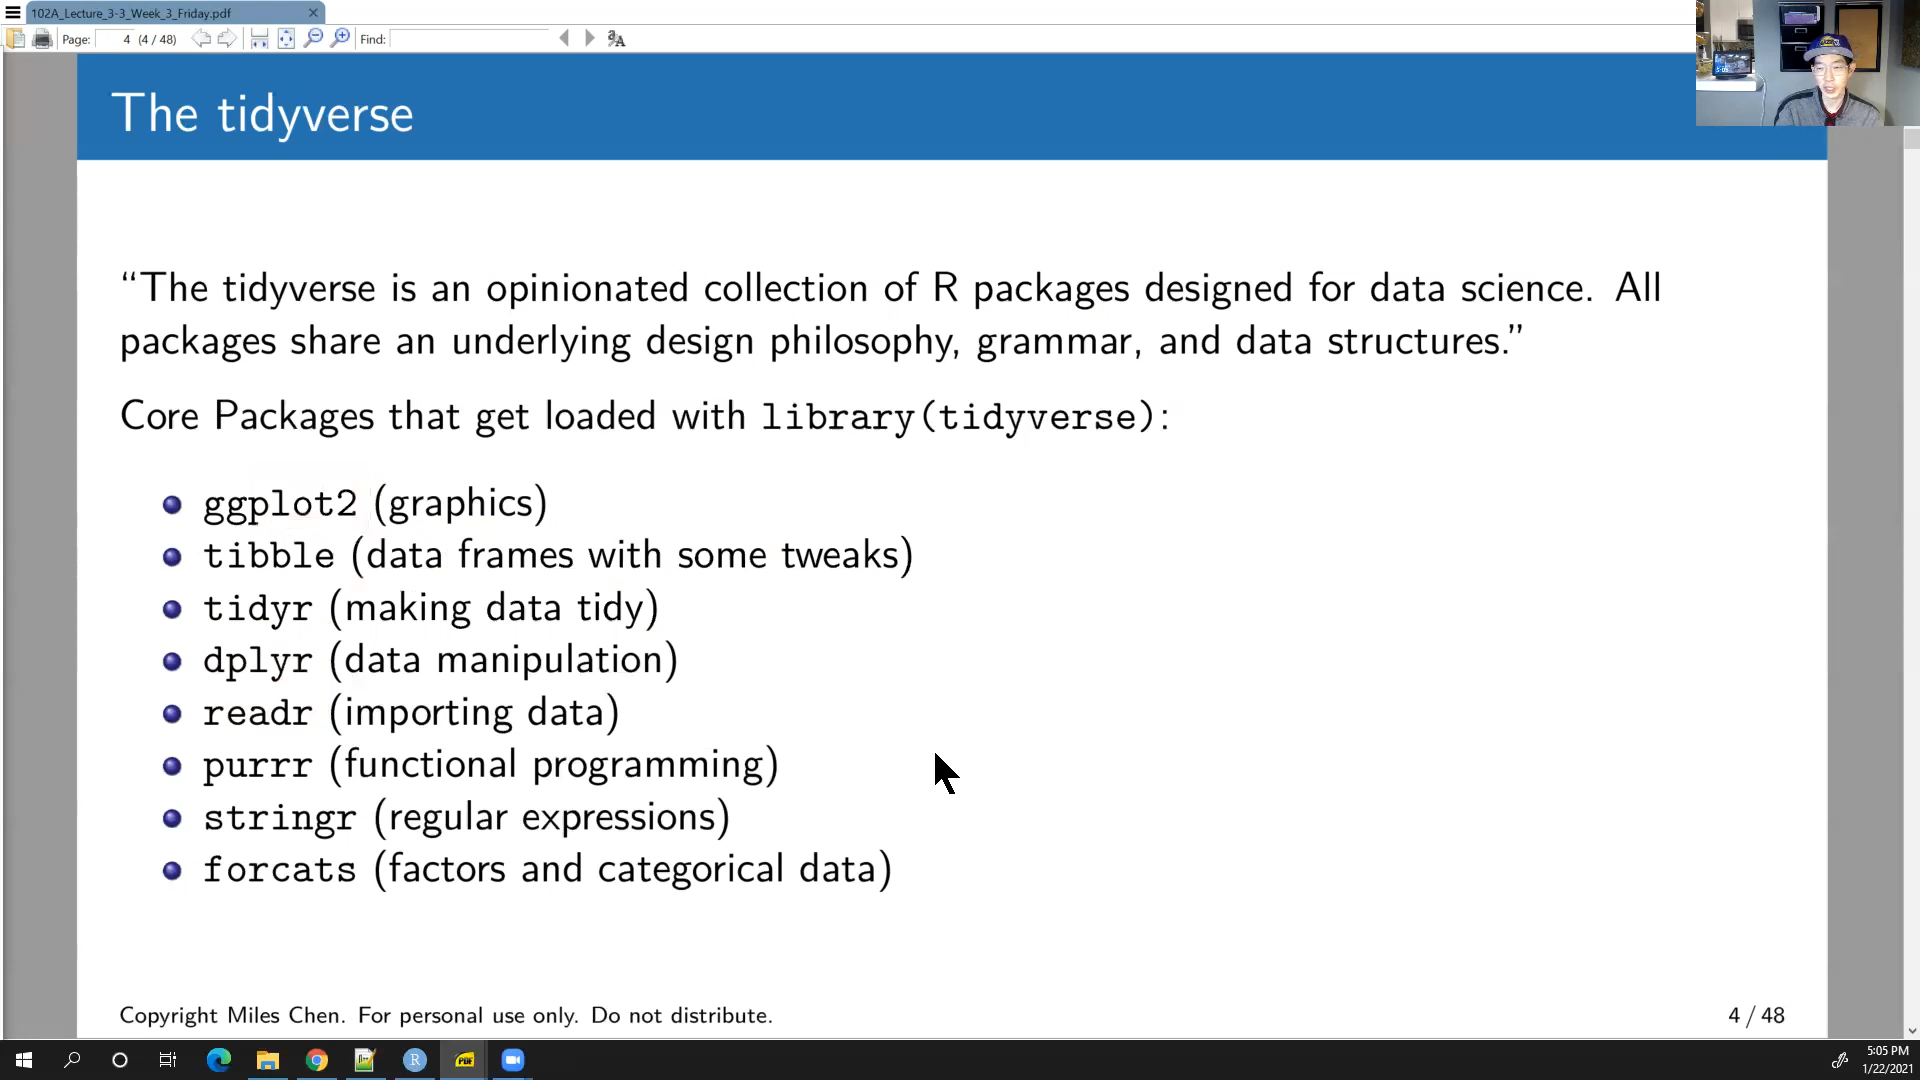 102A_Lecture_3-3_Week_3_Friday.pdf
Page: 4 (4 / 48) Find:
The tidyverse
“The tidyverse is an opinionated collection of R packages designed for data science. All
packages share an underlying design philosophy, grammar, and data structures.”
Core Packages that get loaded with library(tidyverse):
ggplot2 (graphics)
tibble (data frames with some tweaks)
tidyr (making data tidy)
dplyr (data manipulation)
readr (importing data)
purrr (functional programming)
stringr (regular expressions)
forcats (factors and categorical data)
Copyright Miles Chen. For personal use only. Do not distribute.
4 / 48
R
PDF
5:05 PM
1/22/2021